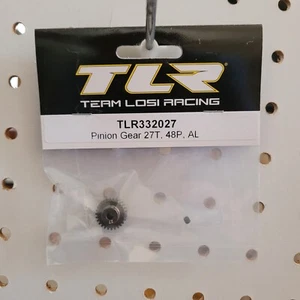 TLR
TEAM LOSI RACING
TLR332027
Pinion Gear 27T, 48P, AL